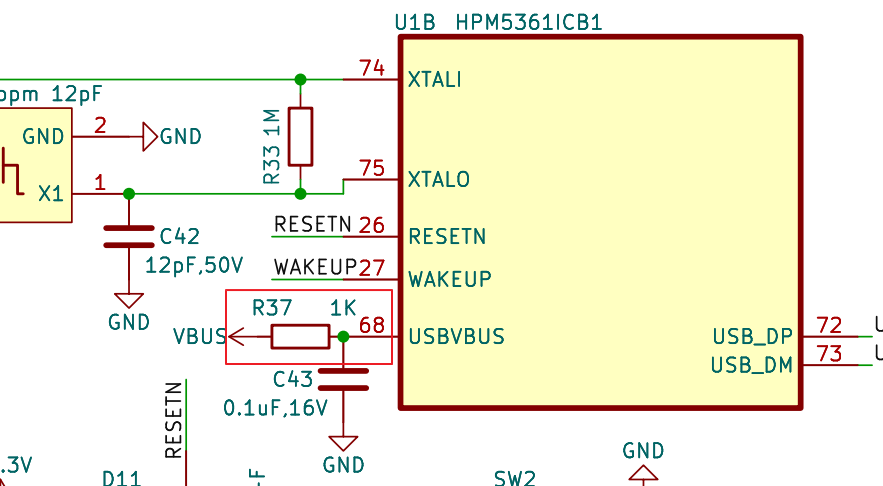 U1B HPM5361ICB1
74 XTALI
ppm 12pF
GND 2 GND
R33 1M
75 XTALO
X1 1
RESETN 26 RESETN
C42
12pF,50V
WAKEUP 27 WAKEUP
GND
R37 1K
VBUS 68 USBVBUS
USB_DP 72
USB_DM 73
C43
0.1uF,16V
RESETN
GND
GND
.3V
D11
-F
SW2